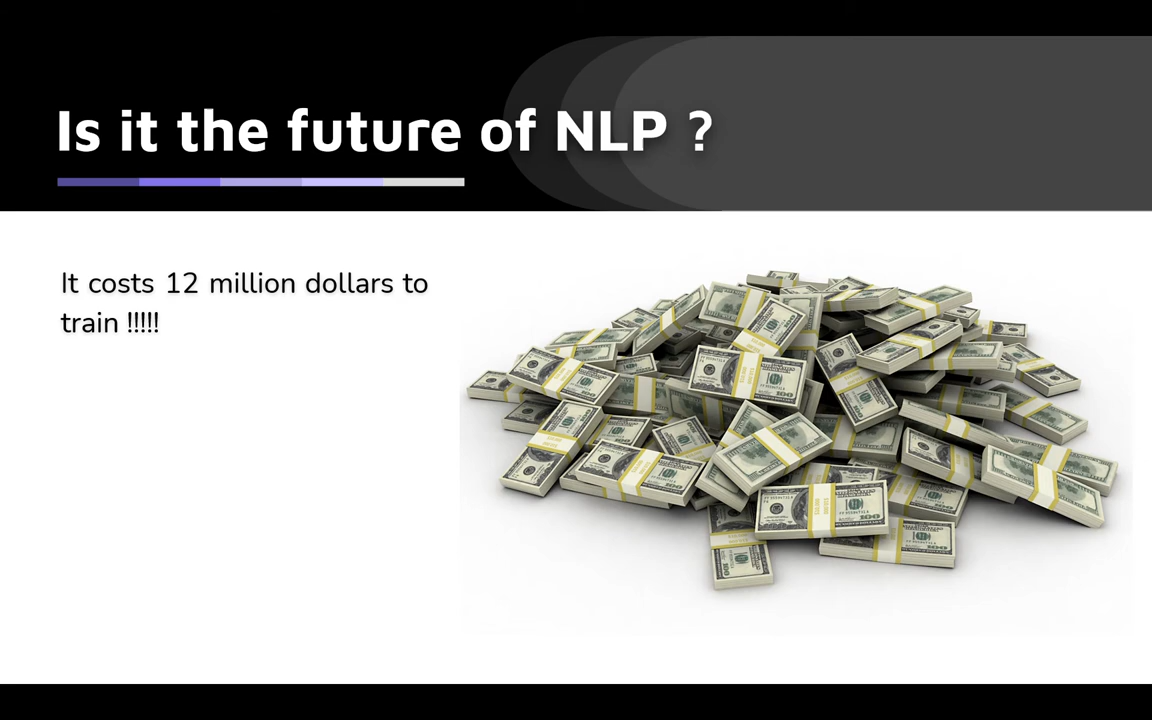 Is it the future of NLP ?
It costs 12 million dollars to
train !!!!!